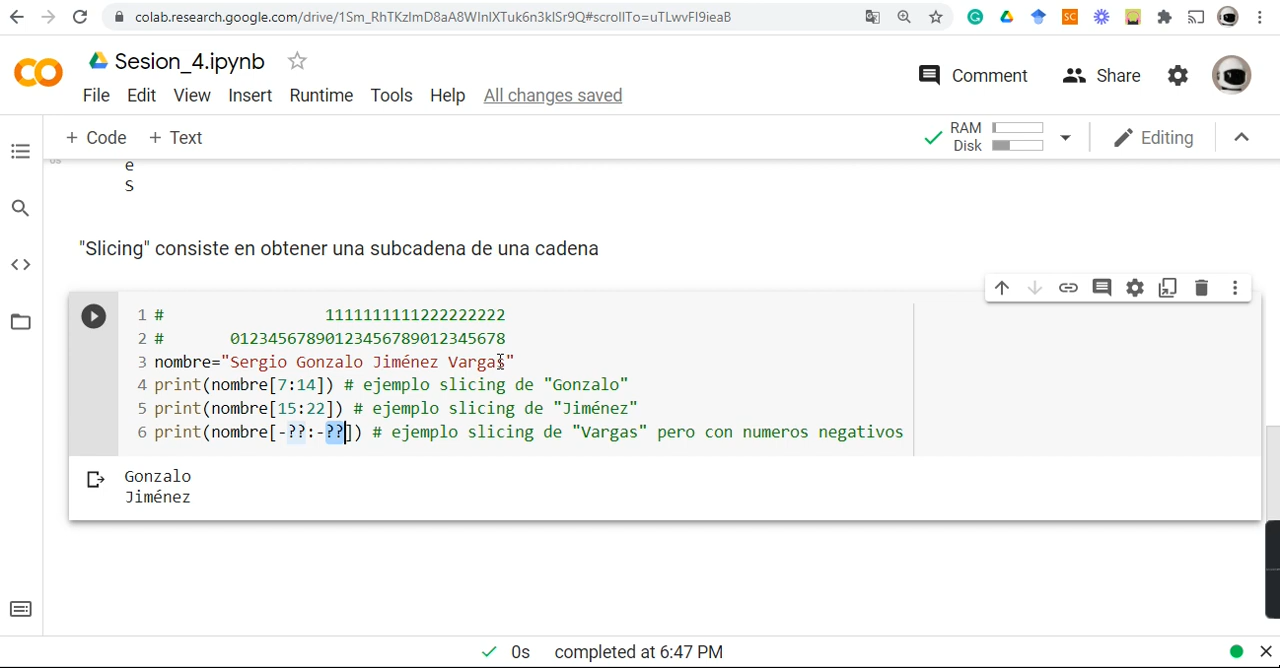 colab.research.google.com/drive/1Sm_RhTKzImD8aA8WInIXTuk6n3kISr9Q#scrollTo=uTLwvFI9ieaB
SC
CO
Sesion_4.ipynb
Comment
Share
File Edit View Insert Runtime Tools Help All changes saved
+ Code + Text
RAM
Disk
Editing
0s
e
S
"Slicing" consiste en obtener una subcadena de una cadena
1 # 1111111111222222222
2 # 01234567890123456789012345678
3 nombre="Sergio Gonzalo Jiménez Vargas"
4 print(nombre[7:14]) # ejemplo slicing de "Gonzalo"
5 print(nombre[15:22]) # ejemplo slicing de "Jiménez"
6 print(nombre[-??:-??]) # ejemplo slicing de "Vargas" pero con numeros negativos
Gonzalo
Jiménez
0s completed at 6:47 PM